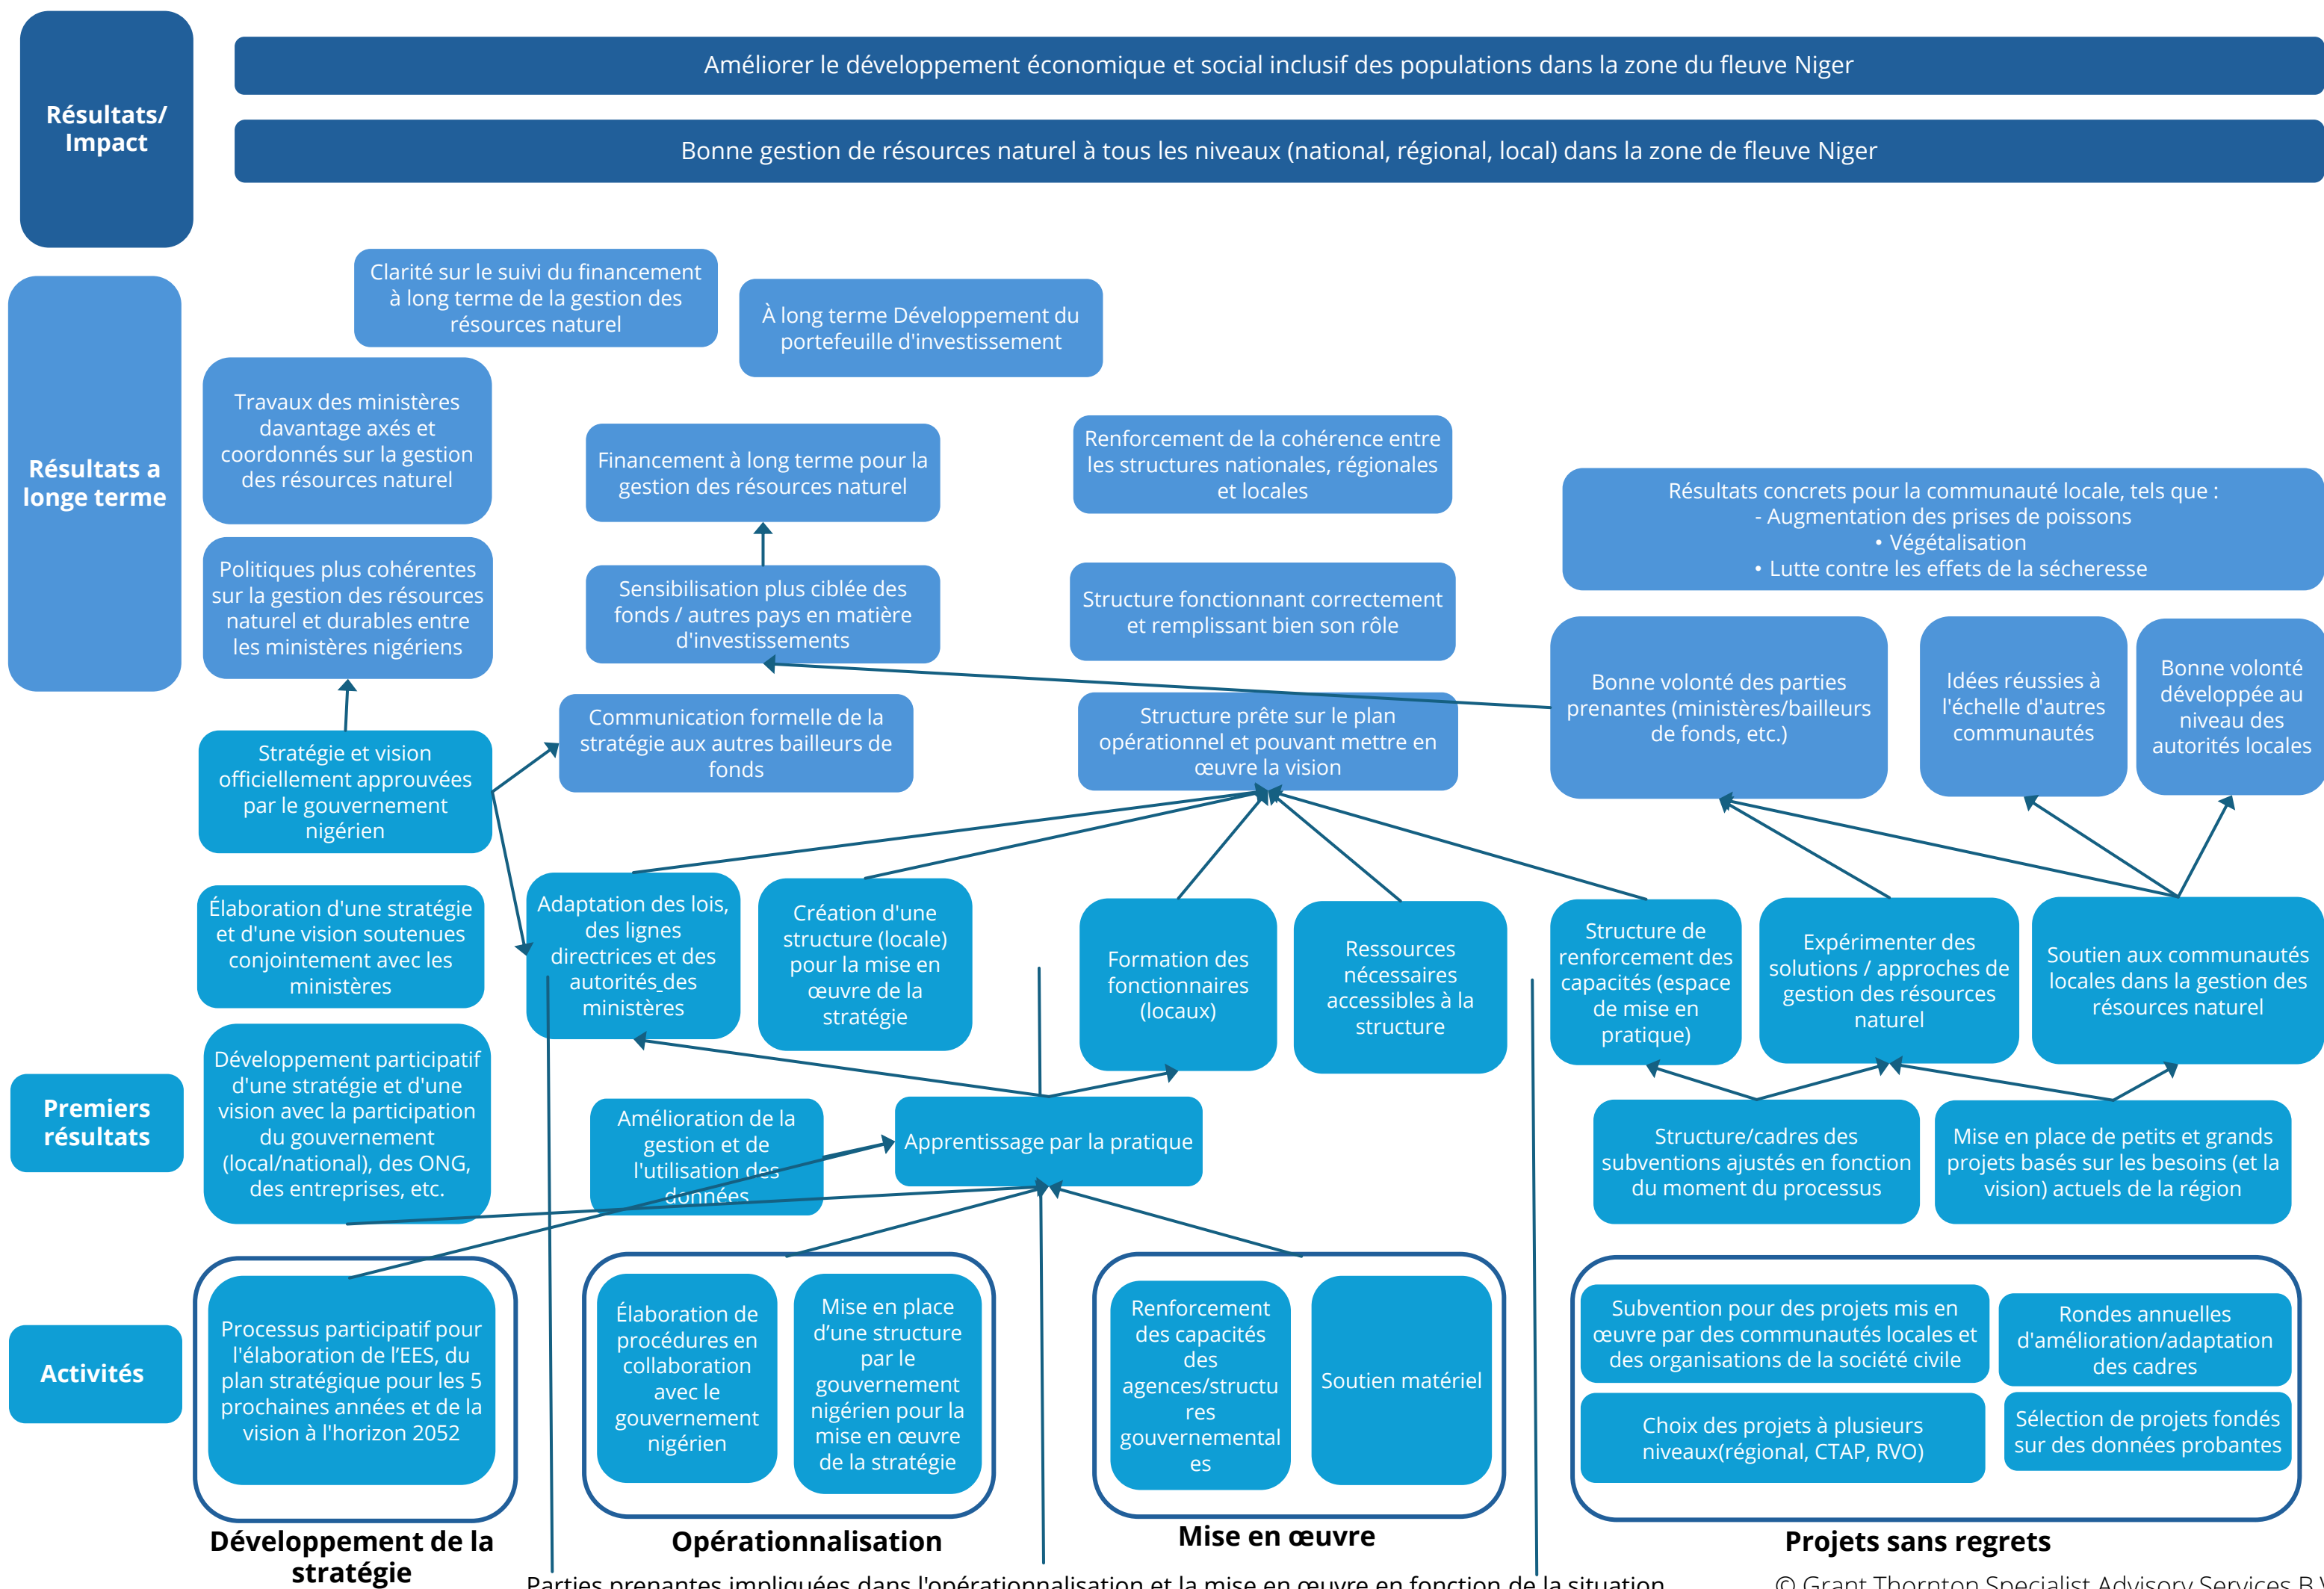 Résultats/
Impact
Améliorer le développement économique et social inclusif des populations dans la zone du fleuve Niger
Bonne gestion de résources naturel à tous les niveaux (national, régional, local) dans la zone de fleuve Niger
Résultats a
longe terme
Clarité sur le suivi du financement
à long terme de la gestion des
résources naturel
À long terme Développement du
portefeuille d'investissement
Travaux des ministères
davantage axés et
coordonnés sur la gestion
des résources naturel
Financement à long terme pour la
gestion des résources naturel
Renforcement de la cohérence entre
les structures nationales, régionales
et locales
Résultats concrets pour la communauté locale, tels que :
- Augmentation des prises de poissons
• Végétalisation
• Lutte contre les effets de la sécheresse
Politiques plus cohérentes
sur la gestion des résources
naturel et durables entre
les ministères nigériens
Sensibilisation plus ciblée des
fonds / autres pays en matière
d'investissements
Structure fonctionnant correctement
et remplissant bien son rôle
Bonne volonté des parties
prenantes (ministères/bailleurs
de fonds, etc.)
Idées réussies à
l'échelle d'autres
communautés
Bonne volonté
développée au
niveau des
autorités locales
Communication formelle de la
stratégie aux autres bailleurs de
fonds
Structure prête sur le plan
opérationnel et pouvant mettre en
œuvre la vision
Stratégie et vision
officiellement approuvées
par le gouvernement
nigérien
Élaboration d'une stratégie
et d'une vision soutenues
conjointement avec les
ministères
Adaptation des lois,
des lignes
directrices et des
autorités des
ministères
Création d'une
structure (locale)
pour la mise en
œuvre de la
stratégie
Formation des
fonctionnaires
(locaux)
Ressources
nécessaires
accessibles à la
structure
Structure de
renforcement des
capacités (espace
de mise en
pratique)
Expérimenter des
solutions / approches de
gestion des résources
naturel
Soutien aux communautés
locales dans la gestion des
résources naturel
Premiers
résultats
Développement participatif
d'une stratégie et d'une
vision avec la participation
du gouvernement
(local/national), des ONG,
des entreprises, etc.
Amélioration de la
gestion et de
l'utilisation des
données
Apprentissage par la pratique
Structure/cadres des
subventions ajustés en fonction
du moment du processus
Mise en place de petits et grands
projets basés sur les besoins (et la
vision) actuels de la région
Activités
Processus participatif pour
l'élaboration de l’EES, du
plan stratégique pour les 5
prochaines années et de la
vision à l'horizon 2052
Élaboration de
procédures en
collaboration
avec le
gouvernement
nigérien
Mise en place
d’une structure
par le
gouvernement
nigérien pour la
mise en œuvre
de la stratégie
Renforcement
des capacités
des
agences/structu
res
gouvernemental
es
Soutien matériel
Subvention pour des projets mis en
œuvre par des communautés locales et
des organisations de la société civile
Rondes annuelles
d'amélioration/adaptation
des cadres
Choix des projets à plusieurs
niveaux(régional, CTAP, RVO)
Sélection de projets fondés
sur des données probantes
Développement de la
stratégie
Opérationnalisation
Mise en œuvre
Projets sans regrets
Parties prenantes impliquées dans l'opérationnalisation et la mise en œuvre en fonction de la situation
© Grant Thornton Specialist Advisory Services B.V.